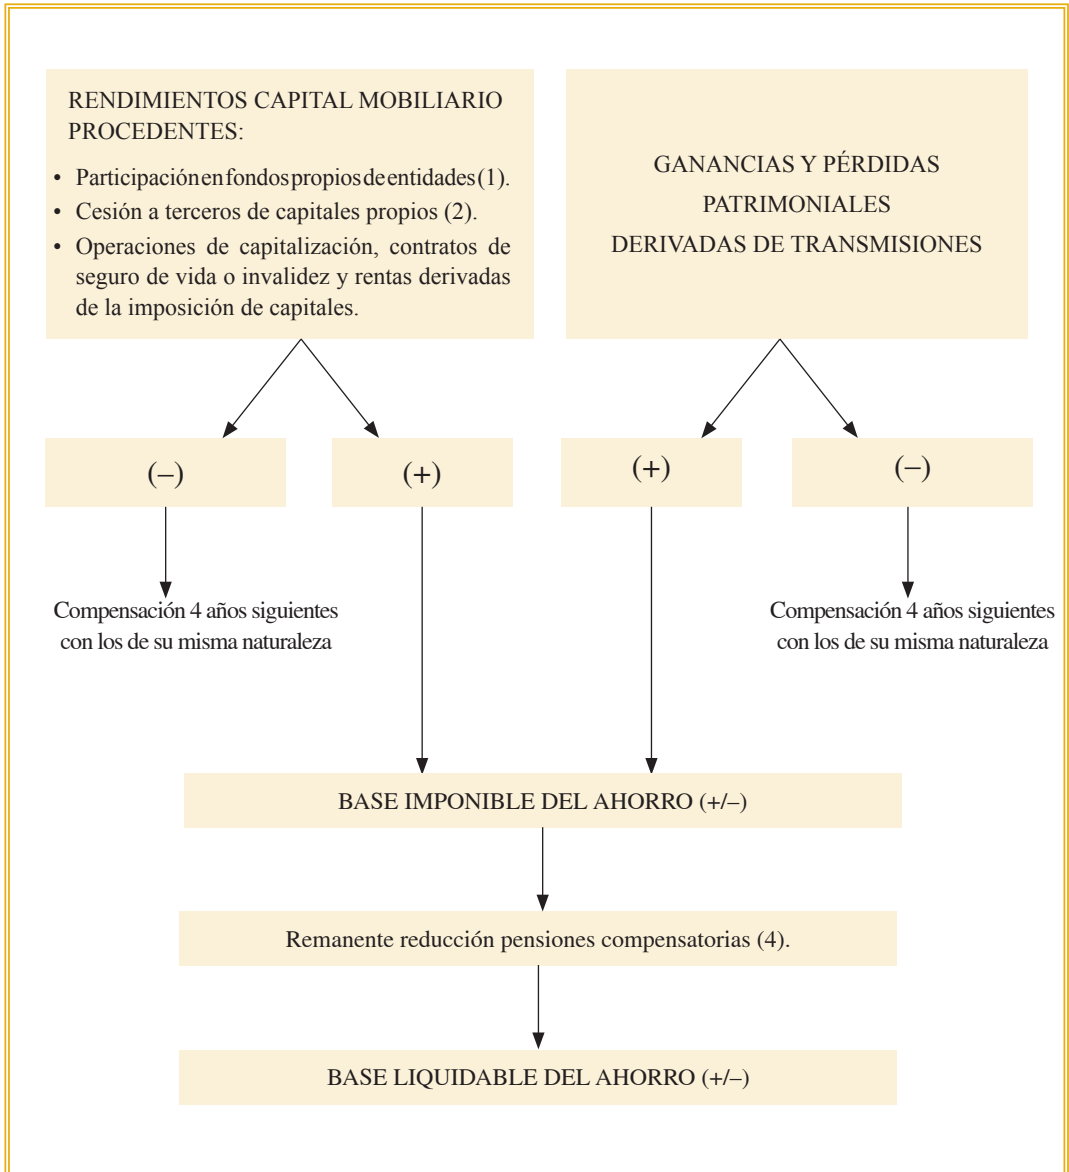 RENDIMIENTOS CAPITAL MOBILIARIO
PROCEDENTES:
• Participación en fondos propios de entidades (1).
• Cesión a terceros de capitales propios (2).
• Operaciones de capitalización, contratos de
seguro de vida o invalidez y rentas derivadas
de la imposición de capitales.
GANANCIAS Y PÉRDIDAS
PATRIMONIALES
DERIVADAS DE TRANSMISIONES
(–)
(+)
(+)
(–)
Compensación 4 años siguientes
con los de su misma naturaleza
Compensación 4 años siguientes
con los de su misma naturaleza
BASE IMPONIBLE DEL AHORRO (+/–)
Remanente reducción pensiones compensatorias (4).
BASE LIQUIDABLE DEL AHORRO (+/–)